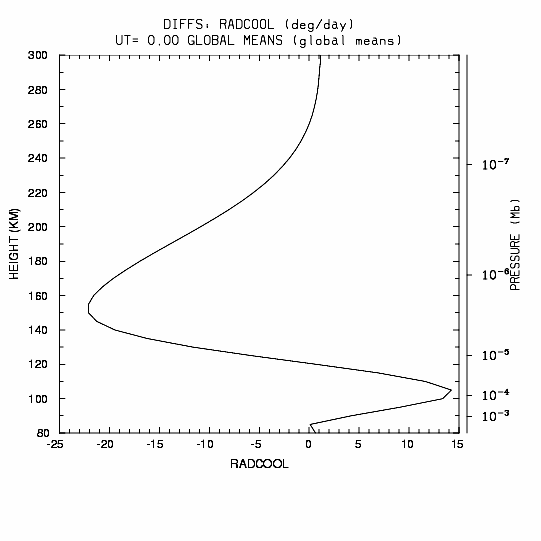 DIFFS: RADCOOL (deg/day)
UT= 0.00 GLOBAL MEANS (global means)
300
280
260
240
220
200
180
160
140
120
100
80
HEIGHT (KM)
-25 -20 -15 -10 -5 0 5 10 15
RADCOOL
10⁻⁷
10⁻⁶
10⁻⁵
10⁻⁴
10⁻³
PRESSURE (Mb)